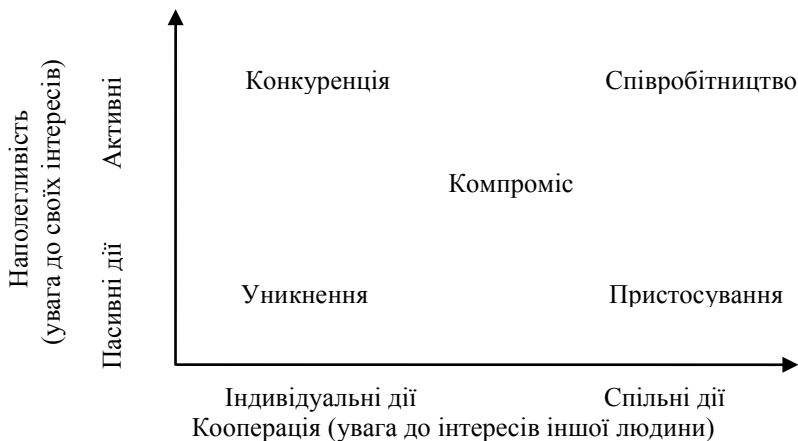 Наполегливість
(увага до своїх інтересів)
Пасивні дії
Активні
Конкуренція
Співробітництво
Компроміс
Уникнення
Пристосування
Індивідуальні дії
Спільні дії
Кооперація (увага до інтересів іншої людини)